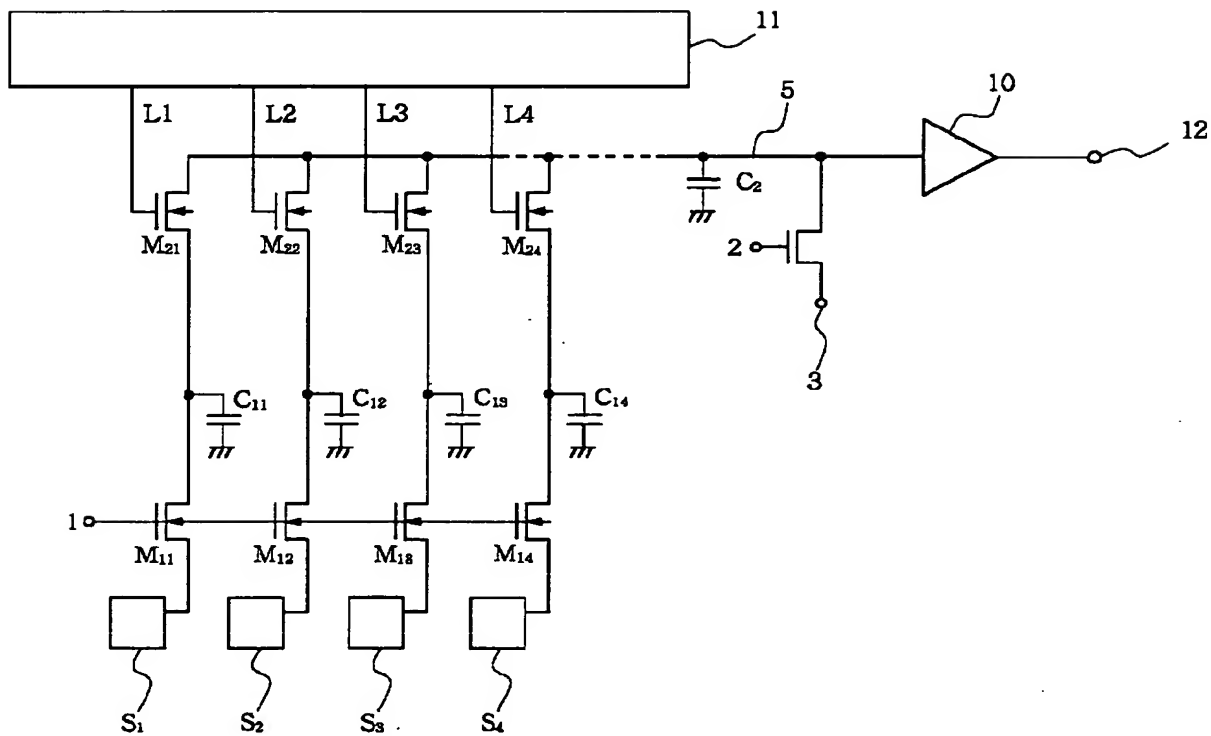 11
L1 L2 L3 L4 5 10 12
C₂
M₂₁ M₂₂ M₂₃ M₂₄ 2
3
C₁₁ C₁₂ C₁₃ C₁₄
1
M₁₁ M₁₂ M₁₃ M₁₄
S₁ S₂ S₃ S₄